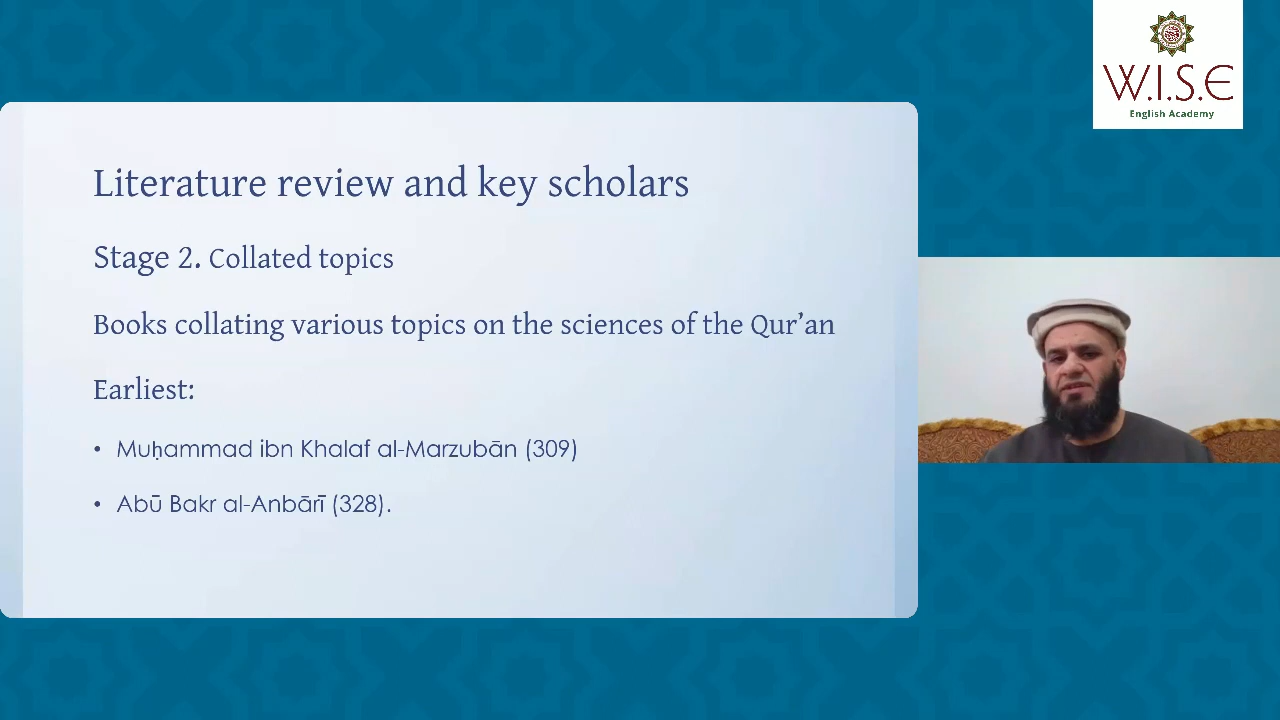 W.I.S.E
English Academy
Literature review and key scholars
Stage 2. Collated topics
Books collating various topics on the sciences of the Qur’an
Earliest:
• Muḥammad ibn Khalaf al-Marzubān (309)
• Abū Bakr al-Anbārī (328).